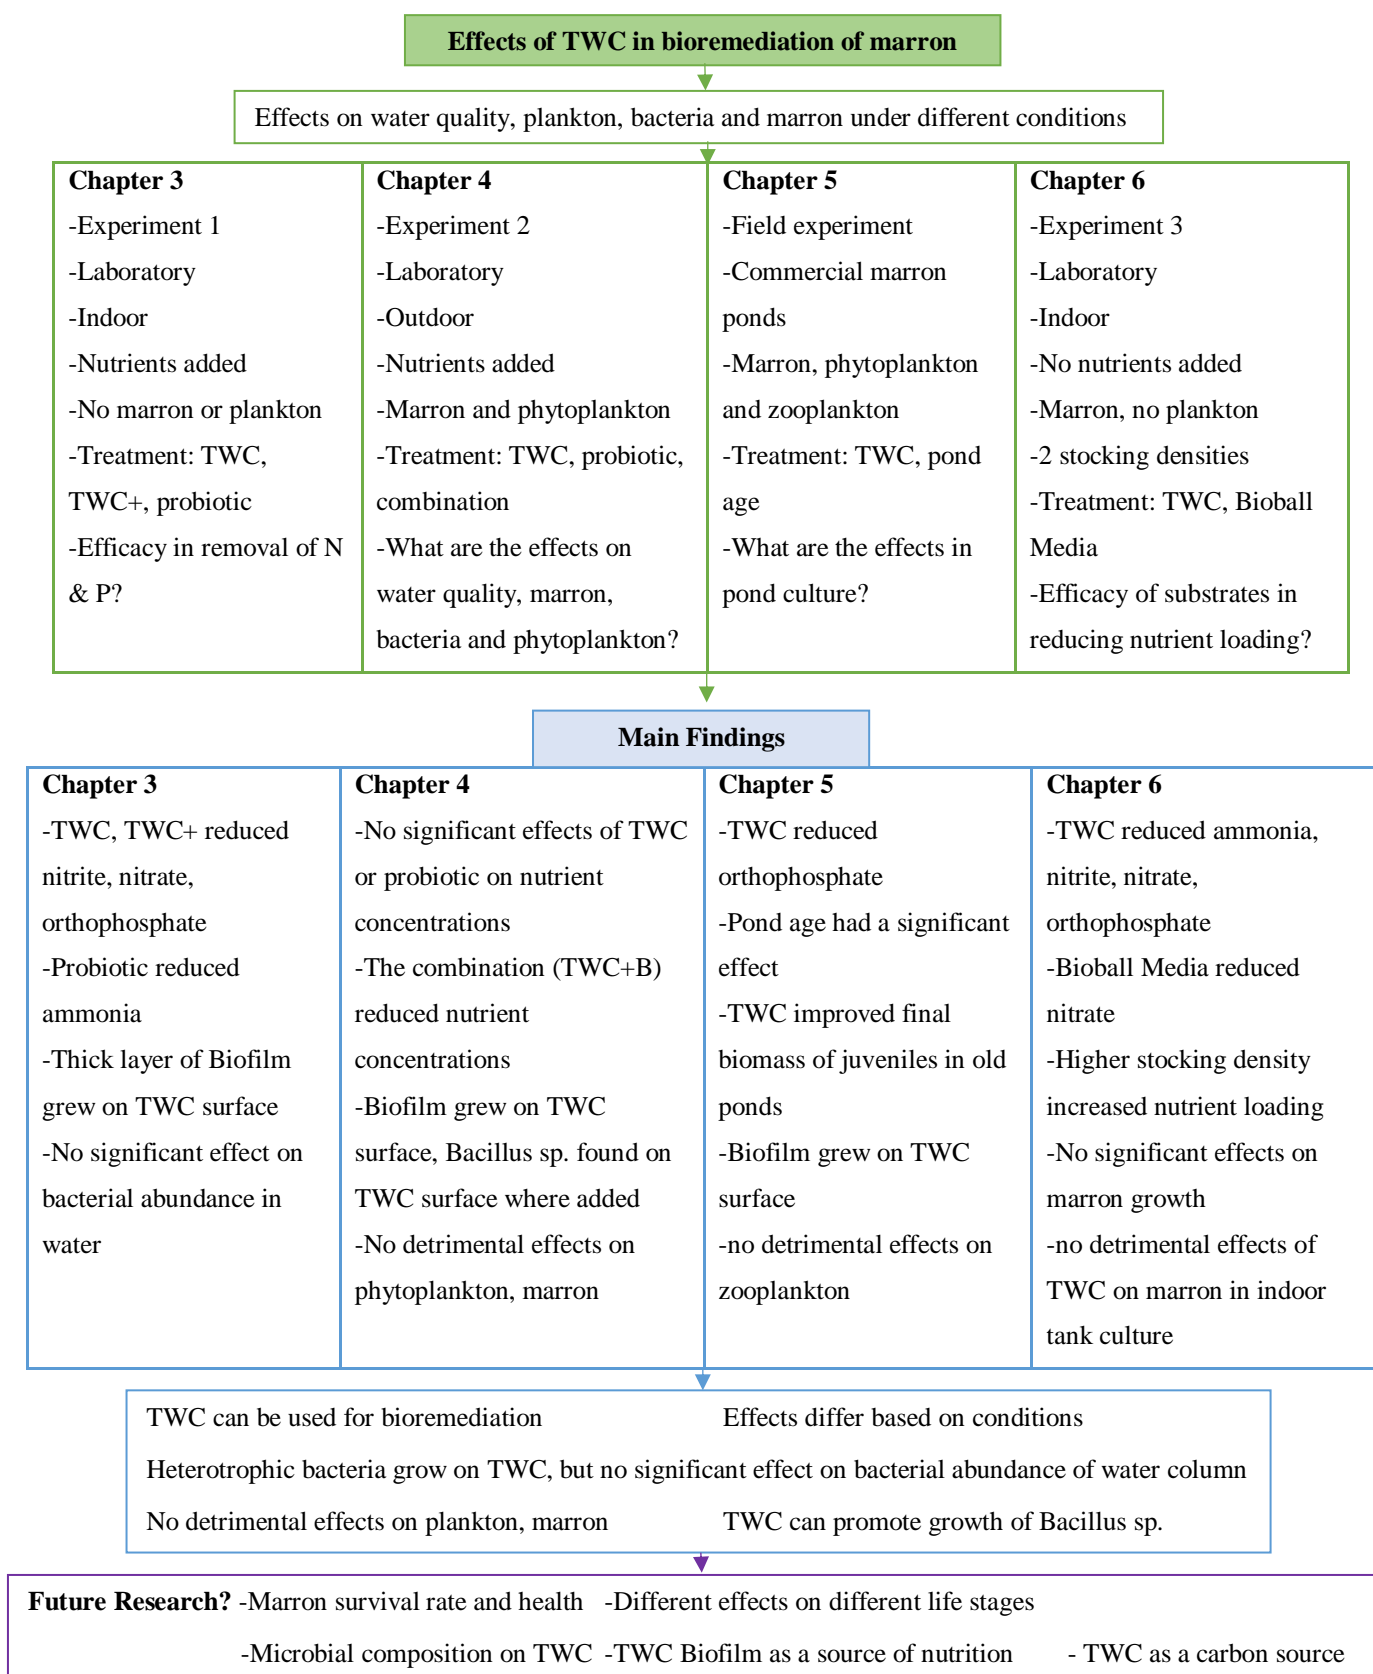 Effects of TWC in bioremediation of marron
Effects on water quality, plankton, bacteria and marron under different conditions
Chapter 3
-Experiment 1
-Laboratory
-Indoor
-Nutrients added
-No marron or plankton
-Treatment: TWC,
TWC+, probiotic
-Efficacy in removal of N
& P?
Chapter 4
-Experiment 2
-Laboratory
-Outdoor
-Nutrients added
-Marron and phytoplankton
-Treatment: TWC, probiotic,
combination
-What are the effects on
water quality, marron,
bacteria and phytoplankton?
Chapter 5
-Field experiment
-Commercial marron
ponds
-Marron, phytoplankton
and zooplankton
-Treatment: TWC, pond
age
-What are the effects in
pond culture?
Chapter 6
-Experiment 3
-Laboratory
-Indoor
-No nutrients added
-Marron, no plankton
-2 stocking densities
-Treatment: TWC, Bioball
Media
-Efficacy of substrates in
reducing nutrient loading?
Main Findings
Chapter 3
-TWC, TWC+ reduced
nitrite, nitrate,
orthophosphate
-Probiotic reduced
ammonia
-Thick layer of Biofilm
grew on TWC surface
-No significant effect on
bacterial abundance in
water
Chapter 4
-No significant effects of TWC
or probiotic on nutrient
concentrations
-The combination (TWC+B)
reduced nutrient
concentrations
-Biofilm grew on TWC
surface, Bacillus sp. found on
TWC surface where added
-No detrimental effects on
phytoplankton, marron
Chapter 5
-TWC reduced
orthophosphate
-Pond age had a significant
effect
-TWC improved final
biomass of juveniles in old
ponds
-Biofilm grew on TWC
surface
-no detrimental effects on
zooplankton
Chapter 6
-TWC reduced ammonia,
nitrite, nitrate,
orthophosphate
-Bioball Media reduced
nitrate
-Higher stocking density
increased nutrient loading
-No significant effects on
marron growth
-no detrimental effects of
TWC on marron in indoor
tank culture
TWC can be used for bioremediation Effects differ based on conditions
Heterotrophic bacteria grow on TWC, but no significant effect on bacterial abundance of water column
No detrimental effects on plankton, marron TWC can promote growth of Bacillus sp.
Future Research? -Marron survival rate and health -Different effects on different life stages
-Microbial composition on TWC -TWC Biofilm as a source of nutrition - TWC as a carbon source